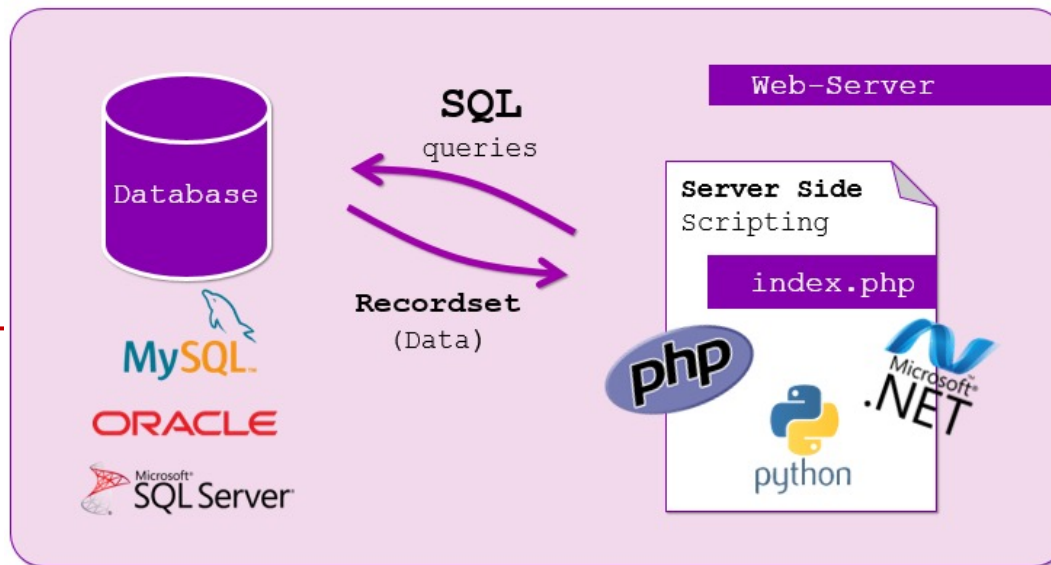 Web-Server
SQL
queries
Database
Server Side
Scripting
index.php
Recordset
(Data)
MySQL™
php
Microsoft®
.NET
python
ORACLE
Microsoft®
SQL Server®